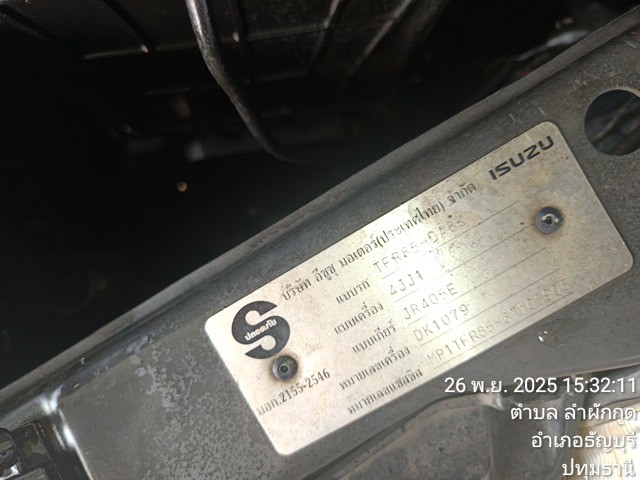 ISUZU
บริษัท อีซูซุ มอเตอร์(ประเทศไทย) จำกัด
แบบรถ
แบบเครื่อง 4JJ1
แบบเกียร์ JR405E
หมายเลขเครื่อง DK1079
หมายเลขแชสซิส
ปลอดภัย
มอก.2155-2546
26 พ.ย. 2025 15:32:11
ตำบล ลำผักกูด
อำเภอธัญบุรี
ปทุมธานี